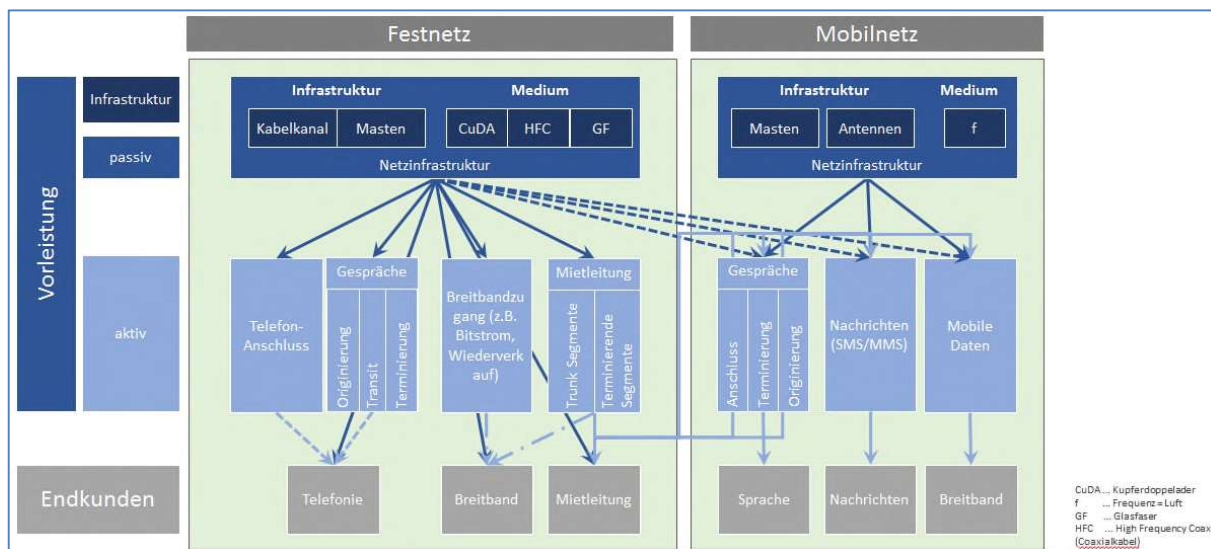 Festnetz
Mobilnetz
Vorleistung
Infrastruktur
passiv
aktiv
Endkunden
Infrastruktur
Medium
Kabelkanal
Masten
CuDA
HFC
GF
Netzinfrastruktur
Infrastruktur
Medium
Masten
Antennen
f
Netzinfrastruktur
Telefon-
Anschluss
Gespräche
Originierung
Transit
Terminierung
Breitbandzu
gang (z.B.
Bitstrom,
Wiederverk
auf)
Mietleitung
Trunk Segmente
Terminierende
Segmente
Gespräche
Anschluss
Terminierung
Originierung
Nachrichten
(SMS/MMS)
Mobile
Daten
Telefonie
Breitband
Mietleitung
Sprache
Nachrichten
Breitband
CuDA ... Kupferdoppelader
f ... Frequenz = Luft
GF ... Glasfaser
HFC ... High Frequency Coax
(Coaxialkabel)